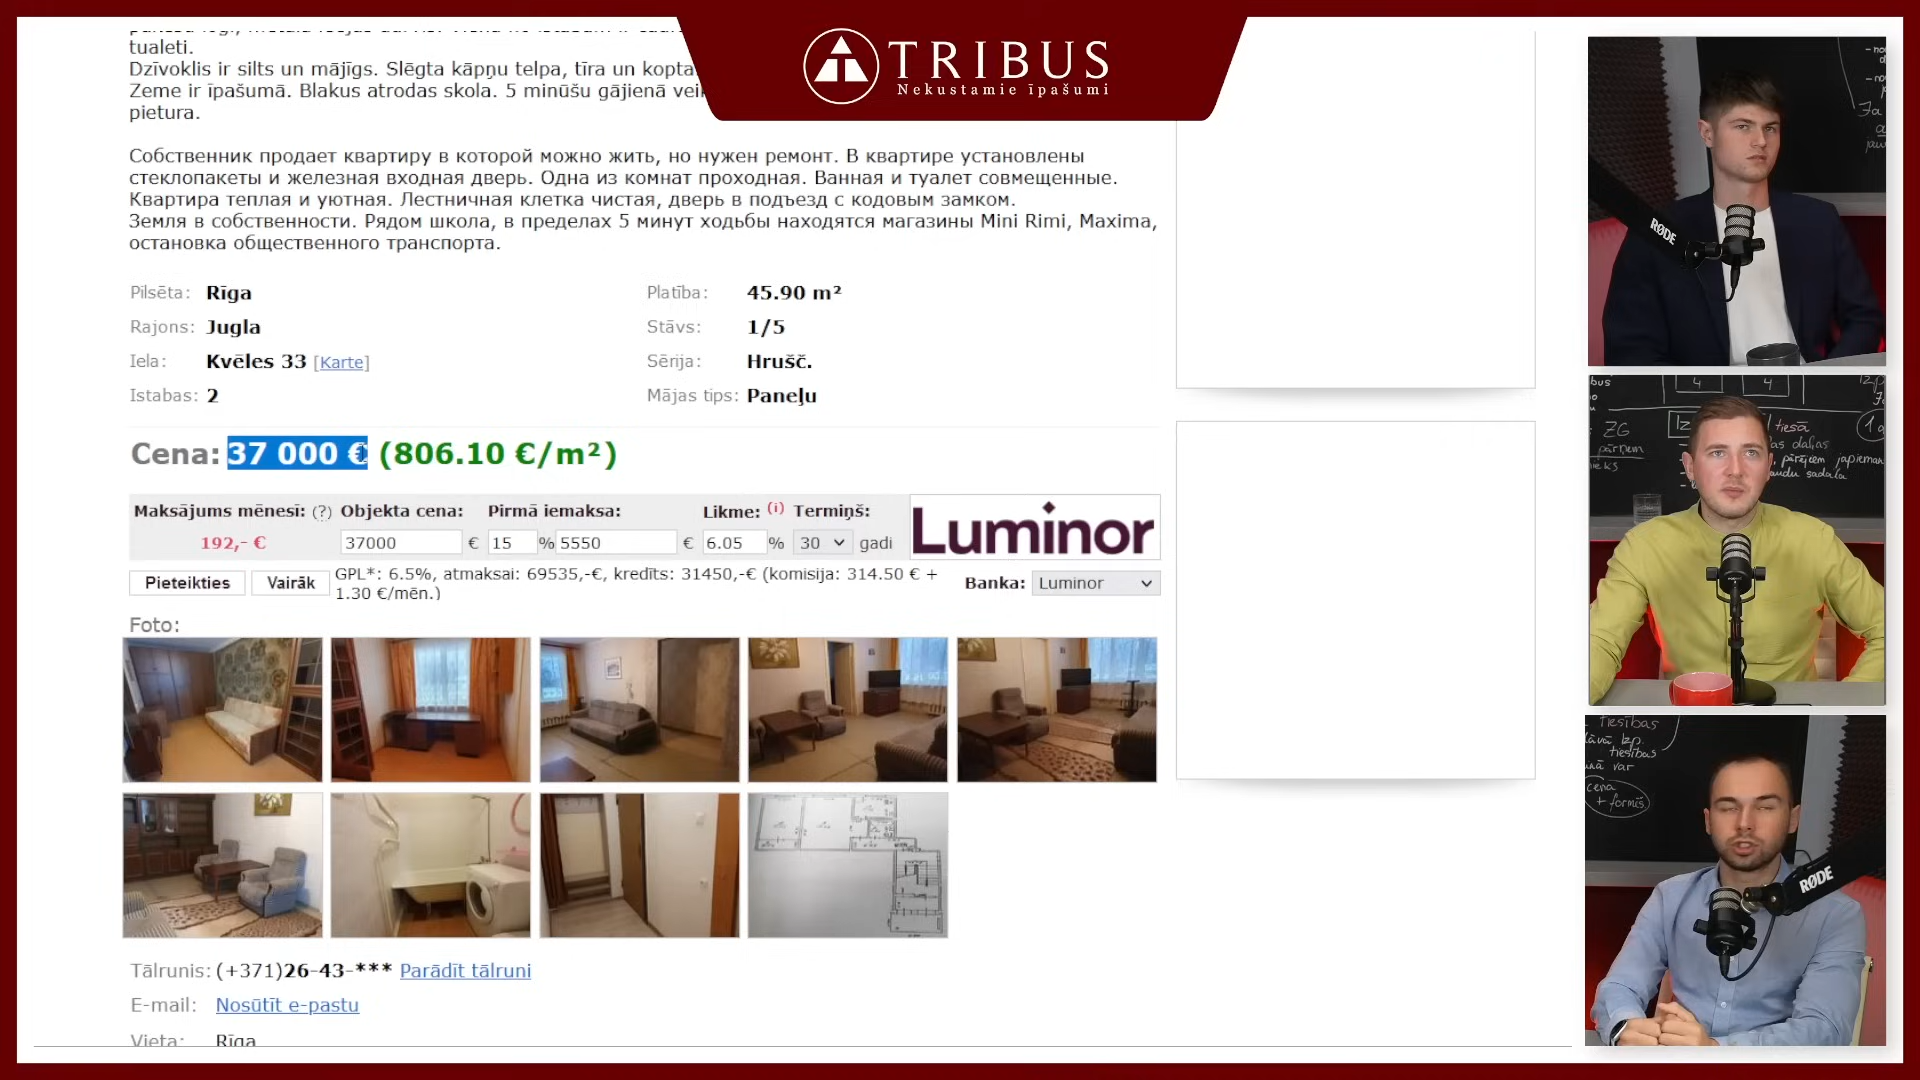 TRIBUS
Nekustamie īpašumi
tualeti.
Dzīvoklis ir silts un mājīgs. Slēgta kāpņu telpa, tīra un kopta.
Zeme ir īpašumā. Blakus atrodas skola. 5 minūšu gājienā
pietura.
Собственник продает квартиру в которой можно жить, но нужен ремонт. В квартире установлены
стеклопакеты и железная входная дверь. Одна из комнат проходная. Ванная и туалет совмещенные.
Квартира теплая и уютная. Лестничная клетка чистая, дверь в подъезд с кодовым замком.
Земля в собственности. Рядом школа, в пределах 5 минут ходьбы находятся магазины Mini Rimi, Maxima,
остановка общественного транспорта.
Pilsēta: Rīga
Platība: 45.90 m²
Rajons: Jugla
Stāvs: 1/5
Iela: Kvēles 33 [Karte]
Sērija: Hrušč.
Istabas: 2
Mājas tips: Paneļu
Cena: 37 000 € (806.10 €/m²)
Maksājums mēnesī: (?) Objekta cena: Pirmā iemaksa: Likme: (i) Termiņš:
192,- € 37000 € 15 % 5550 € 6.05 % 30 gadi
Luminor
Pieteikties Vairāk
GPL*: 6.5%, atmaksai: 69535,-€, kredīts: 31450,-€ (komisija: 314.50 € +
1.30 €/mēn.)
Banka: Luminor
Foto:
Tālrunis: (+371)26-43-*** Parādīt tālruni
E-mail: Nosūtīt e-pastu
Vieta: Rīga
RØDE
ZG
tiesā
tiesības
tiesības
cena
RØDE